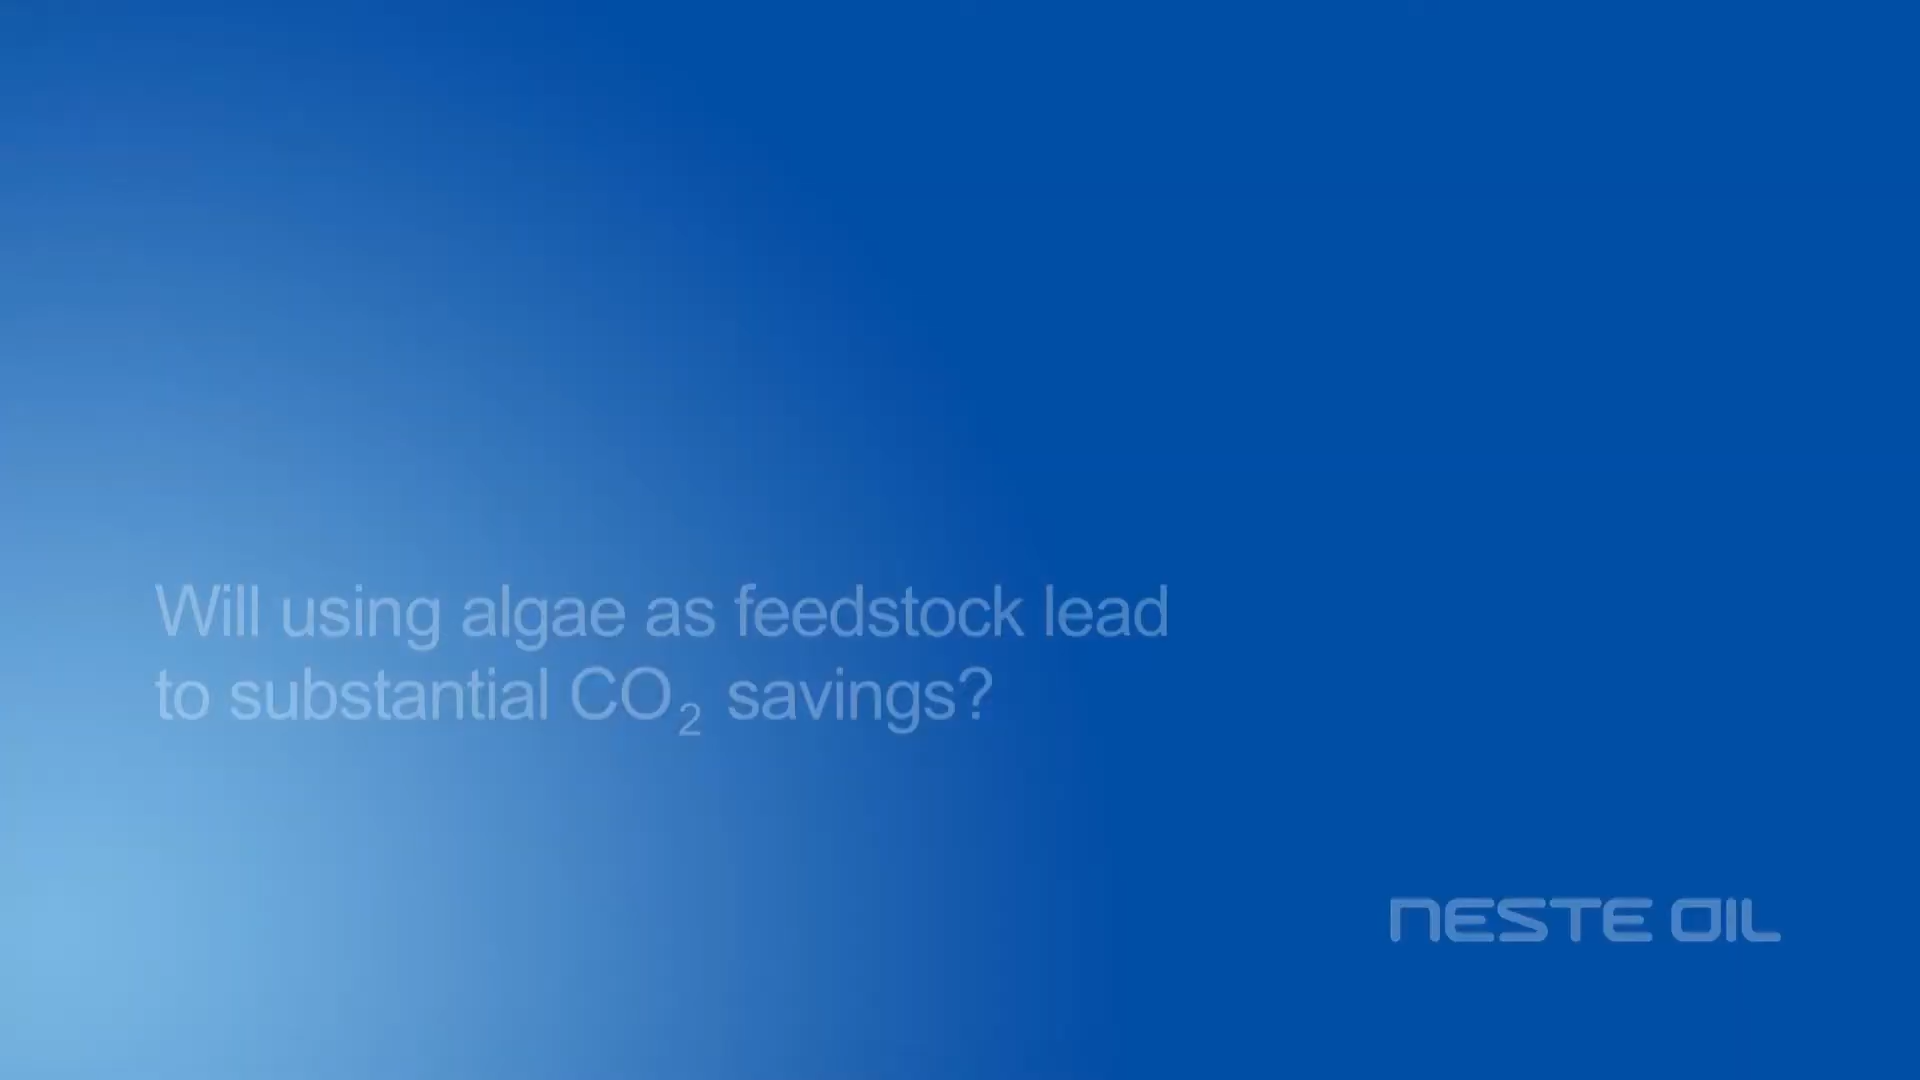 Will using algae as feedstock lead
to substantial CO₂ savings?
NESTE OIL